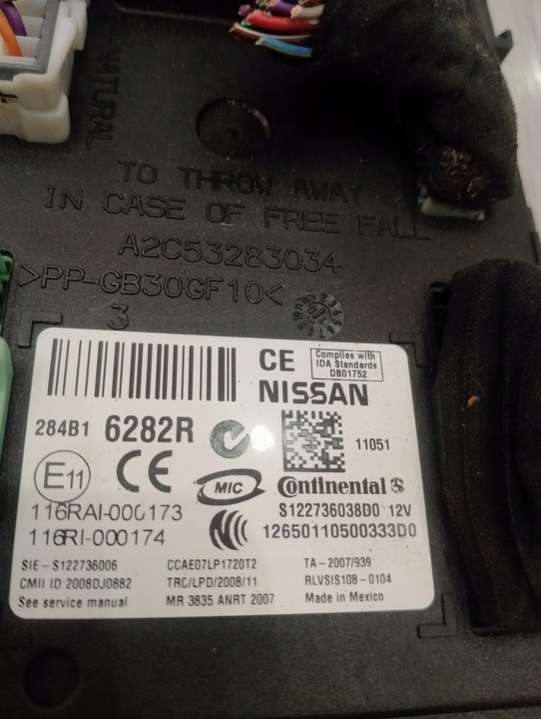 NATURAL
TO THROW AWAY
IN CASE OF FREE FALL
A2C53283034
>PP-GB30GF10<
3
CE
Complies with
IDA Standards
DB01752
NISSAN
284B1 6282R
11051
E11
CE
MIC
Continental
116RAI-000173
116RI-000174
S122736038D0 12V
12650110500333D0
SIE-S122736006
CCAE07LP1720T2
TA-2007/939
CMII ID 2008DJ0882
TRC/LPD/2008/11
RLVSIS108-0104
See service manual
MR 3835 ANRT 2007
Made in Mexico